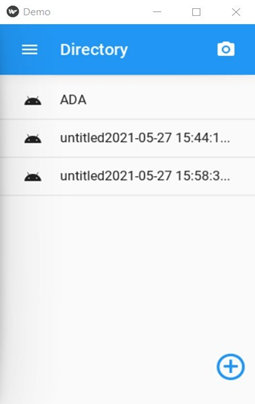 Demo
Directory
ADA
untitled2021-05-27 15:44:1...
untitled2021-05-27 15:58:3...